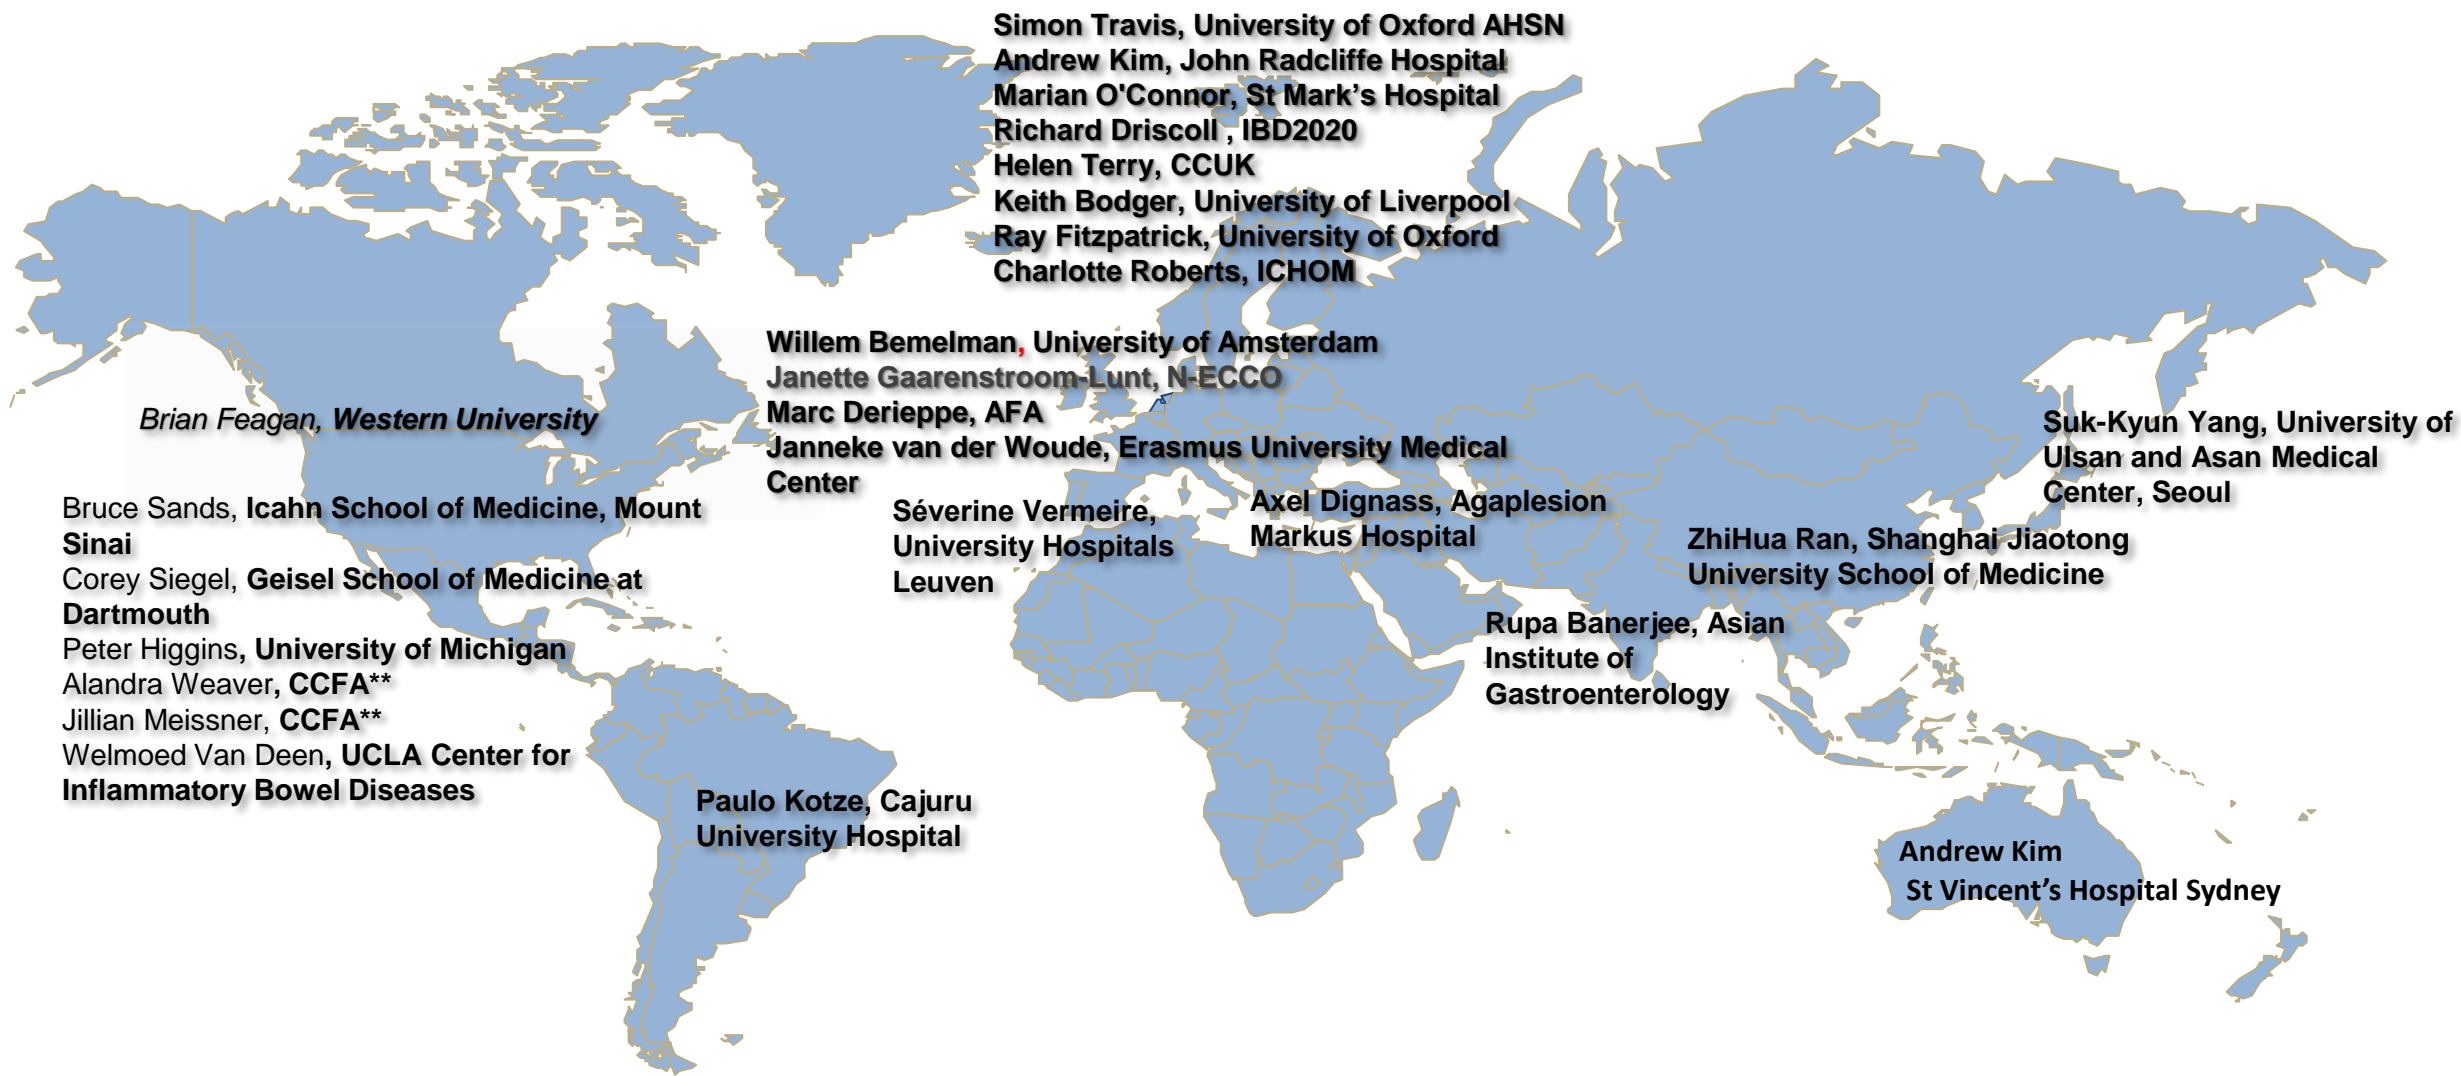 Simon Travis, University of Oxford AHSN
Andrew Kim, John Radcliffe Hospital
Marian O'Connor, St Mark’s Hospital
Richard Driscoll , IBD2020
Helen Terry, CCUK
Keith Bodger, University of Liverpool
Ray Fitzpatrick, University of Oxford
Charlotte Roberts, ICHOM
Willem Bemelman, University of Amsterdam
Janette Gaarenstroom-Lunt, N-ECCO
Marc Derieppe, AFA
Janneke van der Woude, Erasmus University Medical
Center
Brian Feagan, Western University
Bruce Sands, Icahn School of Medicine, Mount
Sinai
Corey Siegel, Geisel School of Medicine at
Dartmouth
Peter Higgins, University of Michigan
Alandra Weaver, CCFA**
Jillian Meissner, CCFA**
Welmoed Van Deen, UCLA Center for
Inflammatory Bowel Diseases
Séverine Vermeire,
University Hospitals
Leuven
Axel Dignass, Agaplesion
Markus Hospital
Suk-Kyun Yang, University of
Ulsan and Asan Medical
Center, Seoul
ZhiHua Ran, Shanghai Jiaotong
University School of Medicine
Rupa Banerjee, Asian
Institute of
Gastroenterology
Paulo Kotze, Cajuru
University Hospital
Andrew Kim
St Vincent’s Hospital Sydney